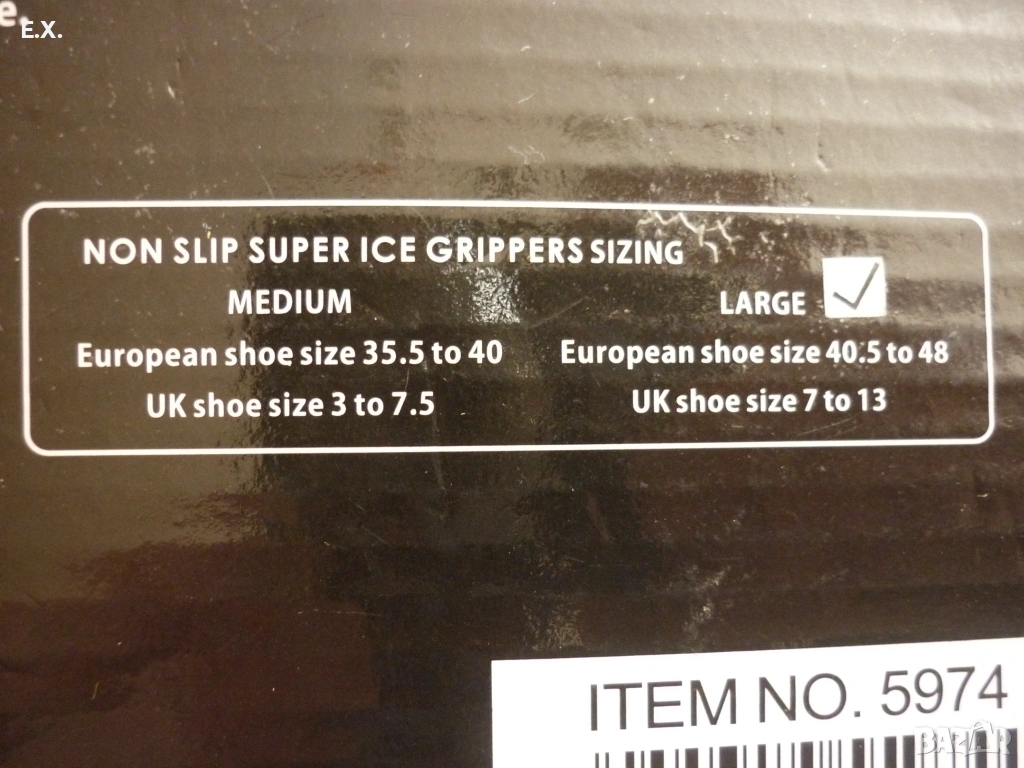 e.
E.X.
NON SLIP SUPER ICE GRIPPERS SIZING
MEDIUM
European shoe size 35.5 to 40
UK shoe size 3 to 7.5
LARGE
European shoe size 40.5 to 48
UK shoe size 7 to 13
ITEM NO. 5974
BAZAR